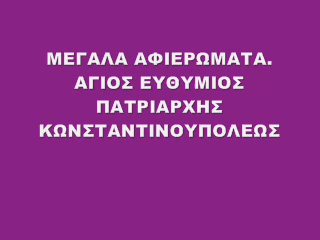 ΜΕΓΑΛΑ ΑΦΙΕΡΩΜΑΤΑ.
ΑΓΙΟΣ ΕΥΘΥΜΙΟΣ
ΠΑΤΡΙΑΡΧΗΣ
ΚΩΝΣΤΑΝΤΙΝΟΥΠΟΛΕΩΣ